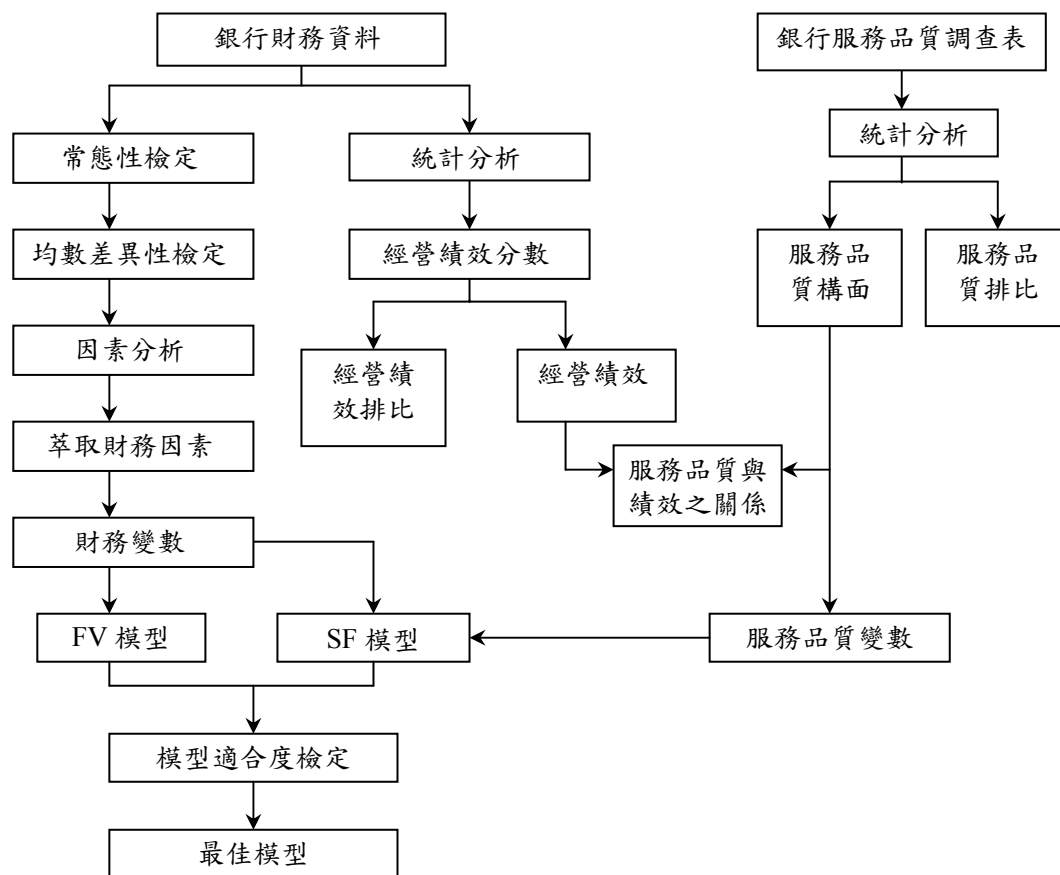 銀行財務資料
銀行服務品質調查表
常態性檢定
統計分析
統計分析
均數差異性檢定
經營績效分數
服務品
質構面
服務品
質排比
因素分析
經營績
效排比
經營績效
萃取財務因素
服務品質與
績效之關係
財務變數
FV 模型
SF 模型
服務品質變數
模型適合度檢定
最佳模型